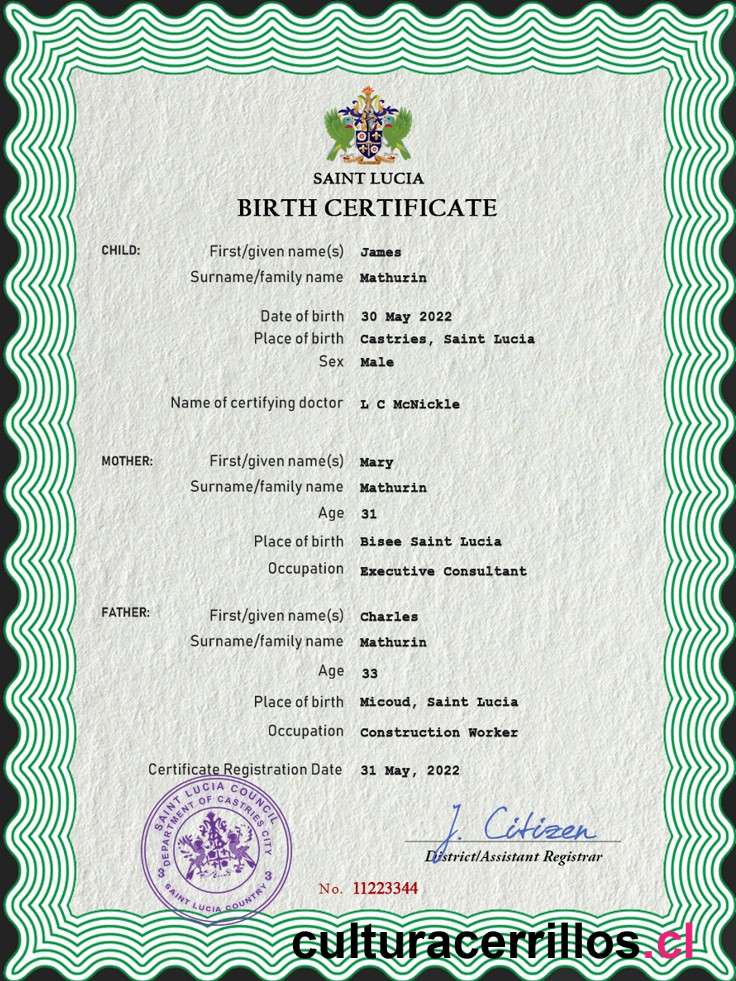 SAINT LUCIA
BIRTH CERTIFICATE
CHILD: First/given name(s) James
Surname/family name Mathurin
Date of birth 30 May 2022
Place of birth Castries, Saint Lucia
Sex Male
Name of certifying doctor L C McNickle
MOTHER: First/given name(s) Mary
Surname/family name Mathurin
Age 31
Place of birth Bisee Saint Lucia
Occupation Executive Consultant
FATHER: First/given name(s) Charles
Surname/family name Mathurin
Age 33
Place of birth Micoud, Saint Lucia
Occupation Construction Worker
Certificate Registration Date 31 May, 2022
SAINT LUCIA COUNCIL
DEPARTMENT OF CASTRIES CITY
3 3
SAINT LUCIA COUNTRY
J. Citizen
District/Assistant Registrar
No. 11223344
culturacerrillos.cl